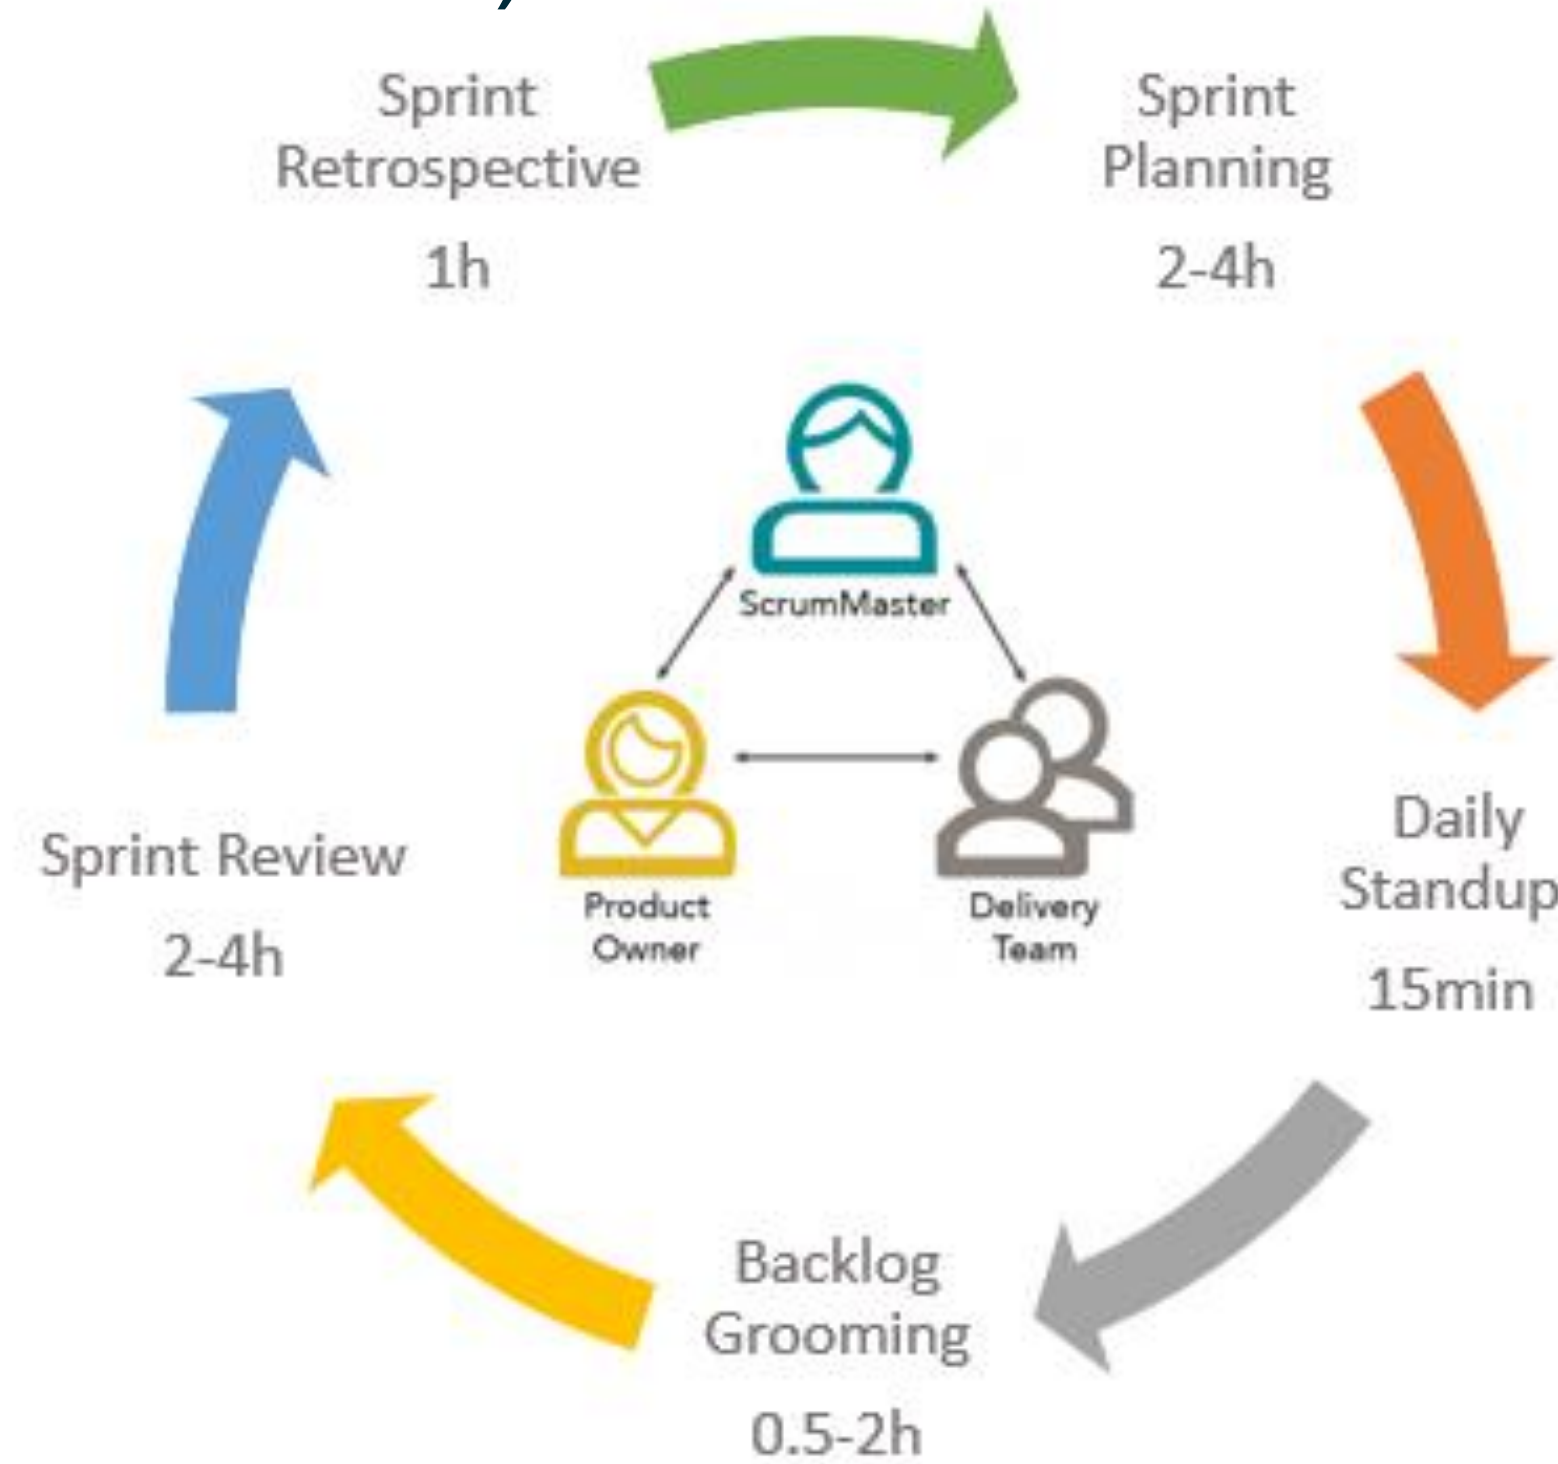 Sprint
Retrospective
1h
Sprint
Planning
2-4h
ScrumMaster
Product
Owner
Delivery
Team
Daily
Standup
15min
Sprint Review
2-4h
Backlog
Grooming
0.5-2h